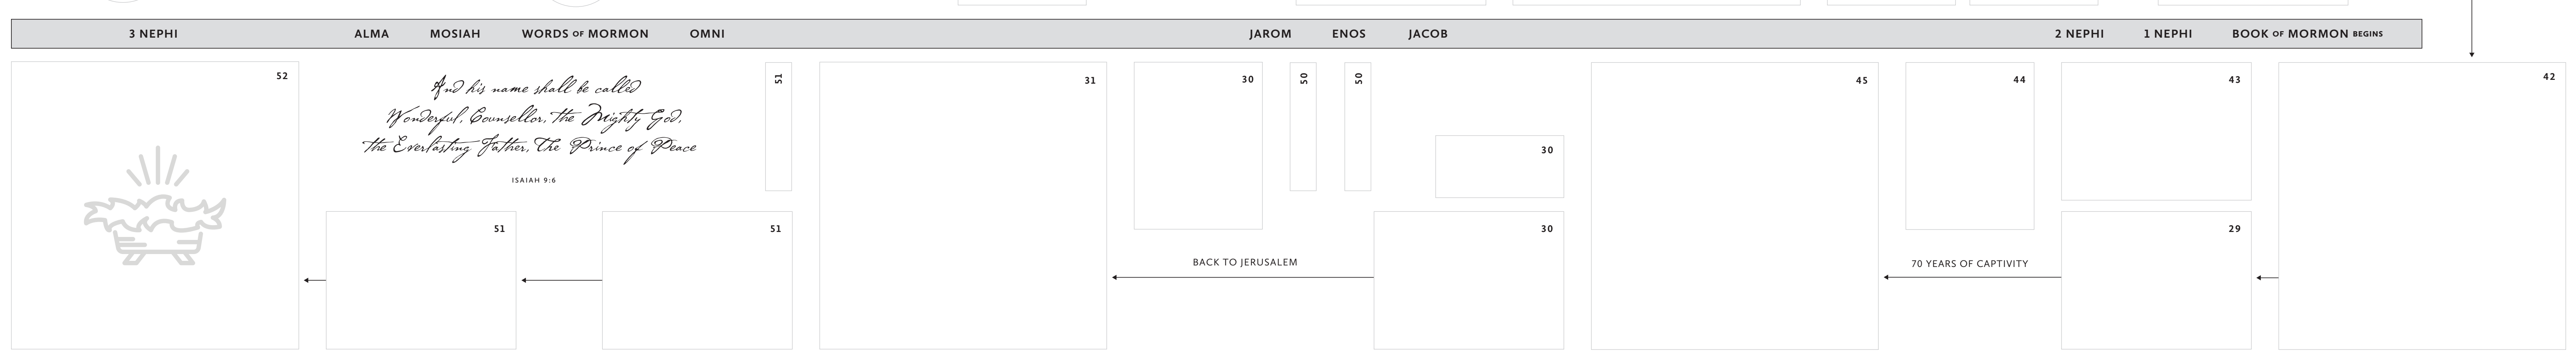 3 NEPHI ALMA MOSIAH WORDS OF MORMON OMNI JAROM ENOS JACOB 2 NEPHI 1 NEPHI BOOK OF MORMON BEGINS
52
And his name shall be called
Wonderful, Counsellor, the Mighty God,
the Everlasting Father, The Prince of Peace
ISAIAH 9:6
51
51
51
31
30
50
50
30
30
BACK TO JERUSALEM
45
44
70 YEARS OF CAPTIVITY
43
29
42